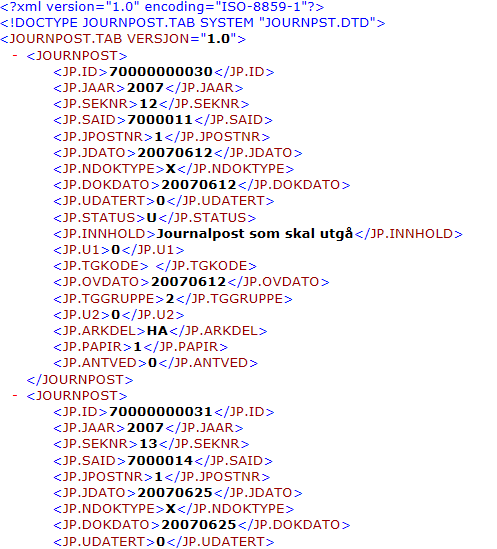 <?xml version="1.0" encoding="ISO-8859-1"?>
<!DOCTYPE JOURNPOST.TAB SYSTEM "JOURNPST.DTD">
<JOURNPOST.TAB VERSJON="1.0">
- <JOURNPOST>
<JP.ID>70000000030</JP.ID>
<JP.JAAR>2007</JP.JAAR>
<JP.SEKNR>12</JP.SEKNR>
<JP.SAID>7000011</JP.SAID>
<JP.JPOSTNR>1</JP.JPOSTNR>
<JP.JDATO>20070612</JP.JDATO>
<JP.NDOKTYPE>X</JP.NDOKTYPE>
<JP.DOKDATO>20070612</JP.DOKDATO>
<JP.UDATERT>0</JP.UDATERT>
<JP.STATUS>U</JP.STATUS>
<JP.INNHOLD>Journalpost som skal utgå</JP.INNHOLD>
<JP.U1>0</JP.U1>
<JP.TGKODE> </JP.TGKODE>
<JP.OVDATO>20070612</JP.OVDATO>
<JP.TGGRUPPE>2</JP.TGGRUPPE>
<JP.U2>0</JP.U2>
<JP.ARKDEL>HA</JP.ARKDEL>
<JP.PAPIR>1</JP.PAPIR>
<JP.ANTVED>0</JP.ANTVED>
</JOURNPOST>
- <JOURNPOST>
<JP.ID>70000000031</JP.ID>
<JP.JAAR>2007</JP.JAAR>
<JP.SEKNR>13</JP.SEKNR>
<JP.SAID>7000014</JP.SAID>
<JP.JPOSTNR>1</JP.JPOSTNR>
<JP.JDATO>20070625</JP.JDATO>
<JP.NDOKTYPE>X</JP.NDOKTYPE>
<JP.DOKDATO>20070625</JP.DOKDATO>
<JP.UDATERT>0</JP.UDATERT>